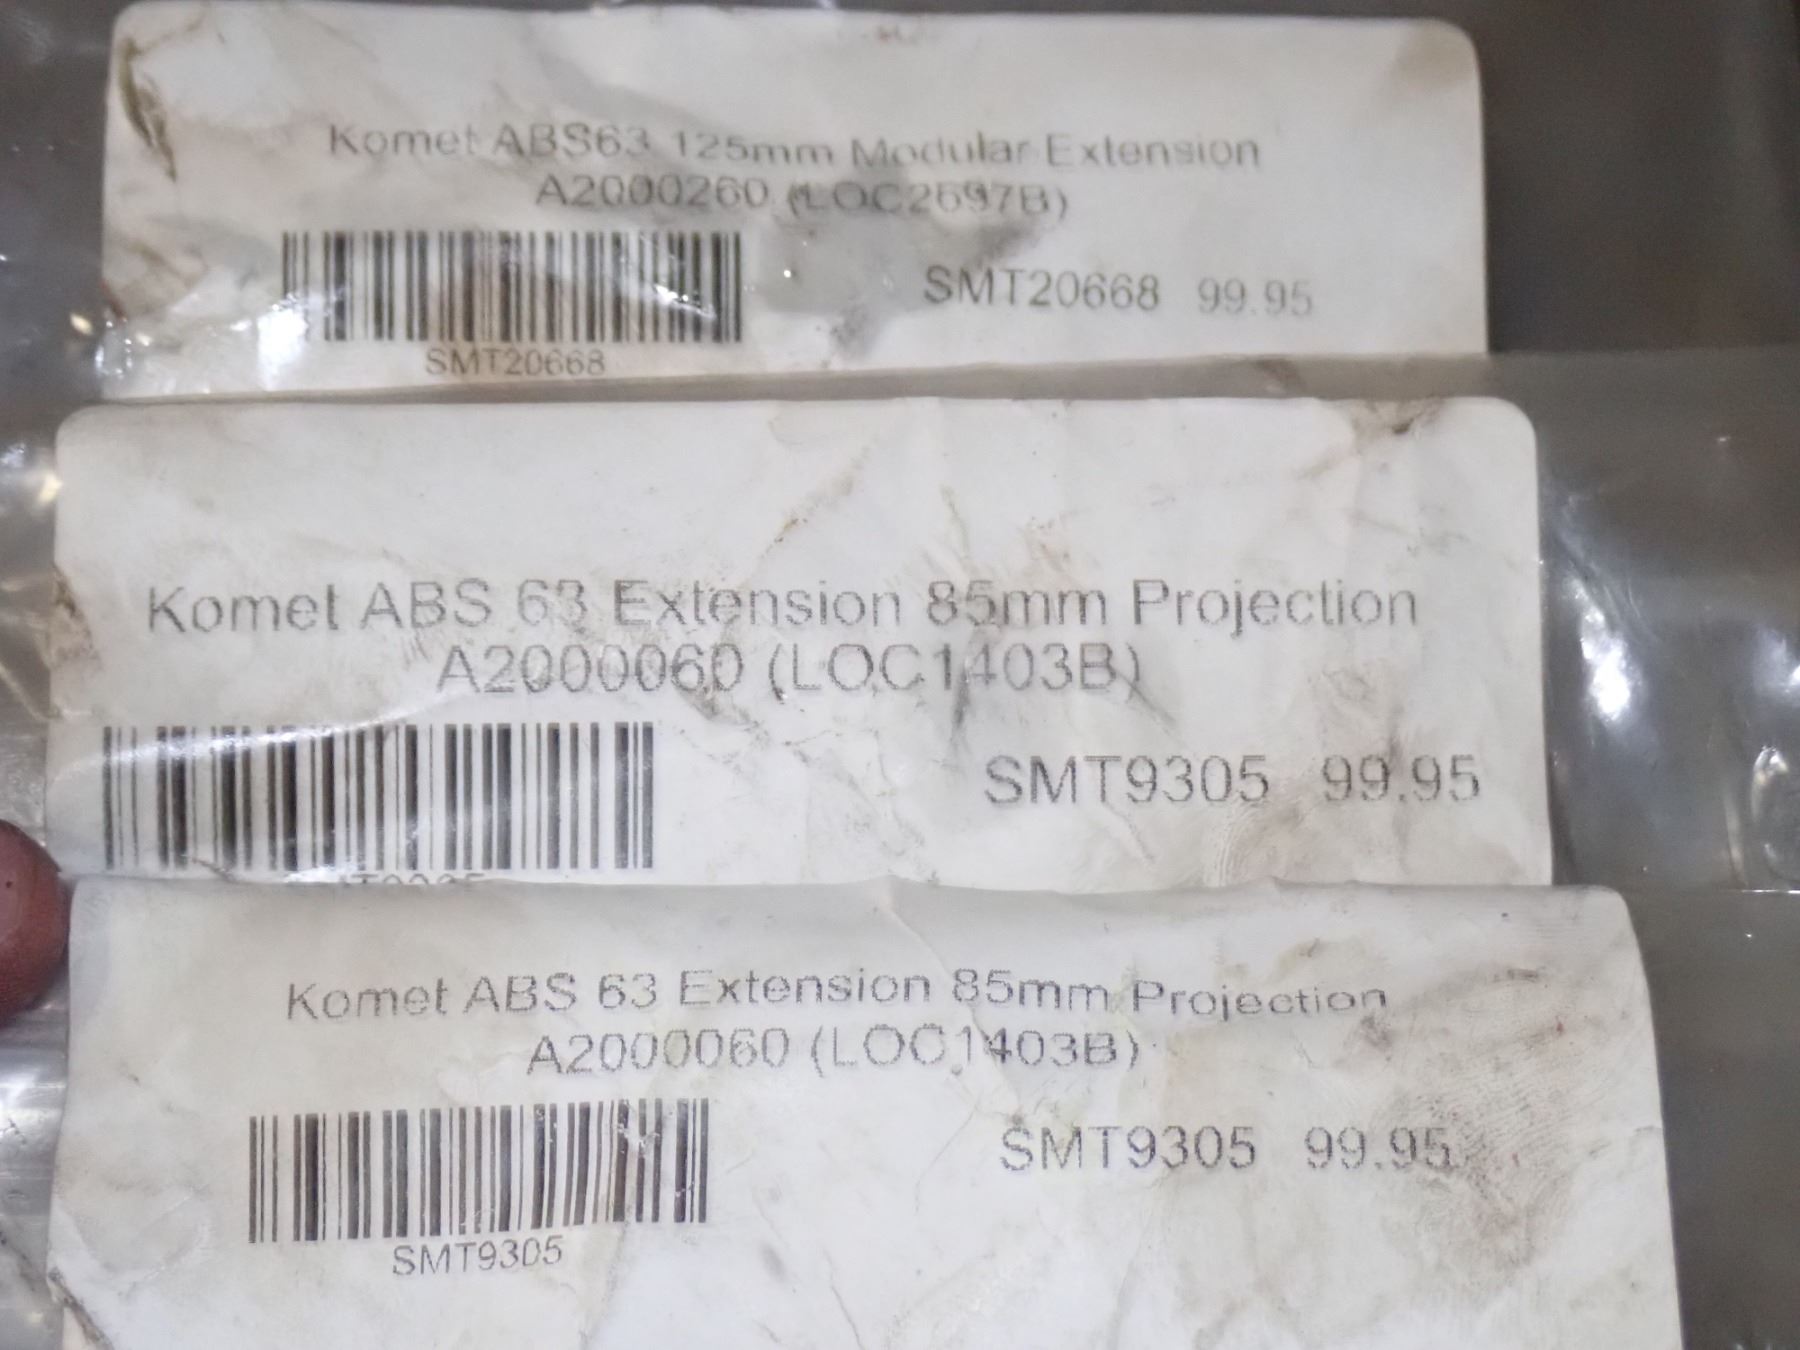 Komet ABS63 125mm Modular Extension
A2000260 (LOC2697B)
SMT20668 99.95
SMT20668
Komet ABS 63 Extension 85mm Projection
A2000060 (LOC1403B)
SMT9305 99.95
Komet ABS 63 Extension 85mm Projection
A2000060 (LOC1403B)
SMT9305 99.95
SMT9305